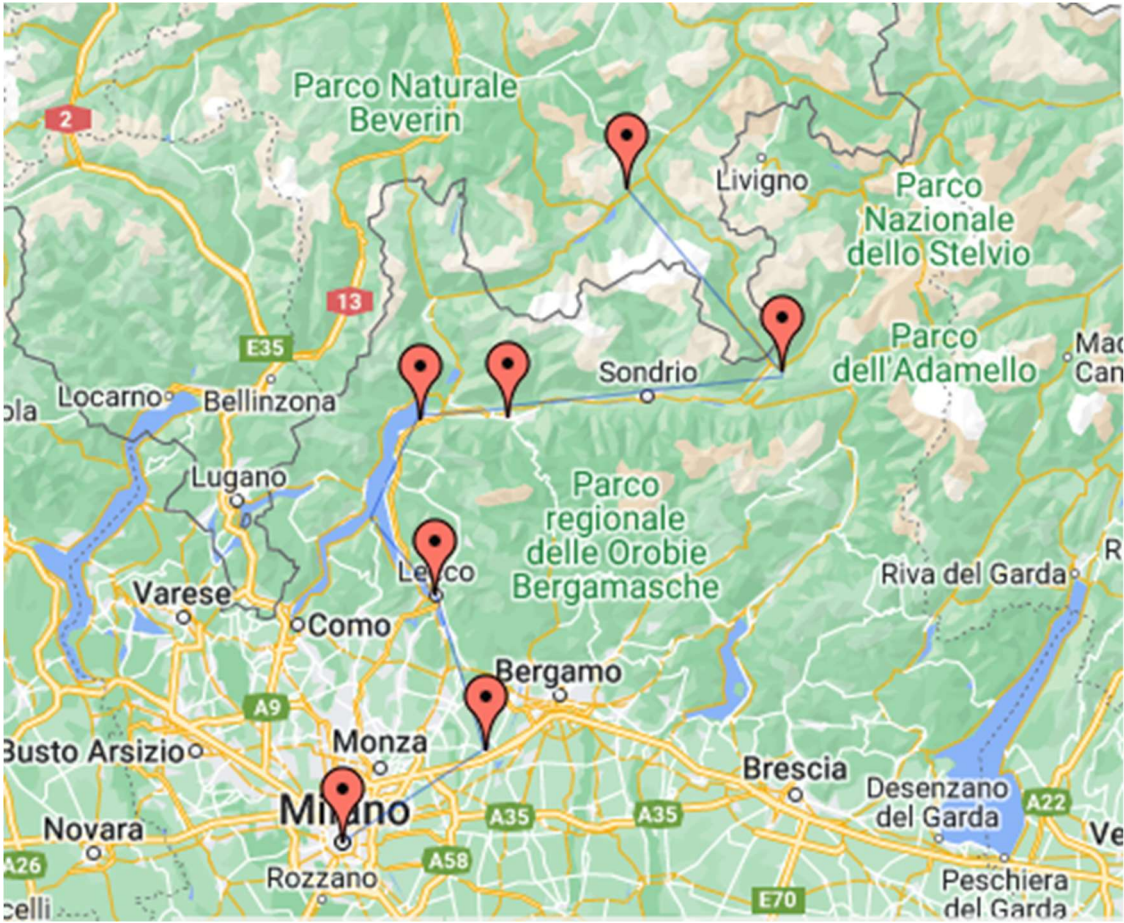 Parco Naturale
Beverin
2
Livigno
Parco
Nazionale
dello Stelvio
13
E35
Sondrio
Parco
dell'Adamello
Mad
Can
Locarno
Bellinzona
ola
Lugano
Parco
regionale
delle Orobie
Bergamasche
Lecco
Riva del Garda
R
Varese
Como
Bergamo
A9
Busto Arsizio
Monza
Brescia
Milano
Desenzano
del Garda
A22
A35
A35
Novara
Ve
A26
A58
Rozzano
Peschiera
del Garda
E70
celli